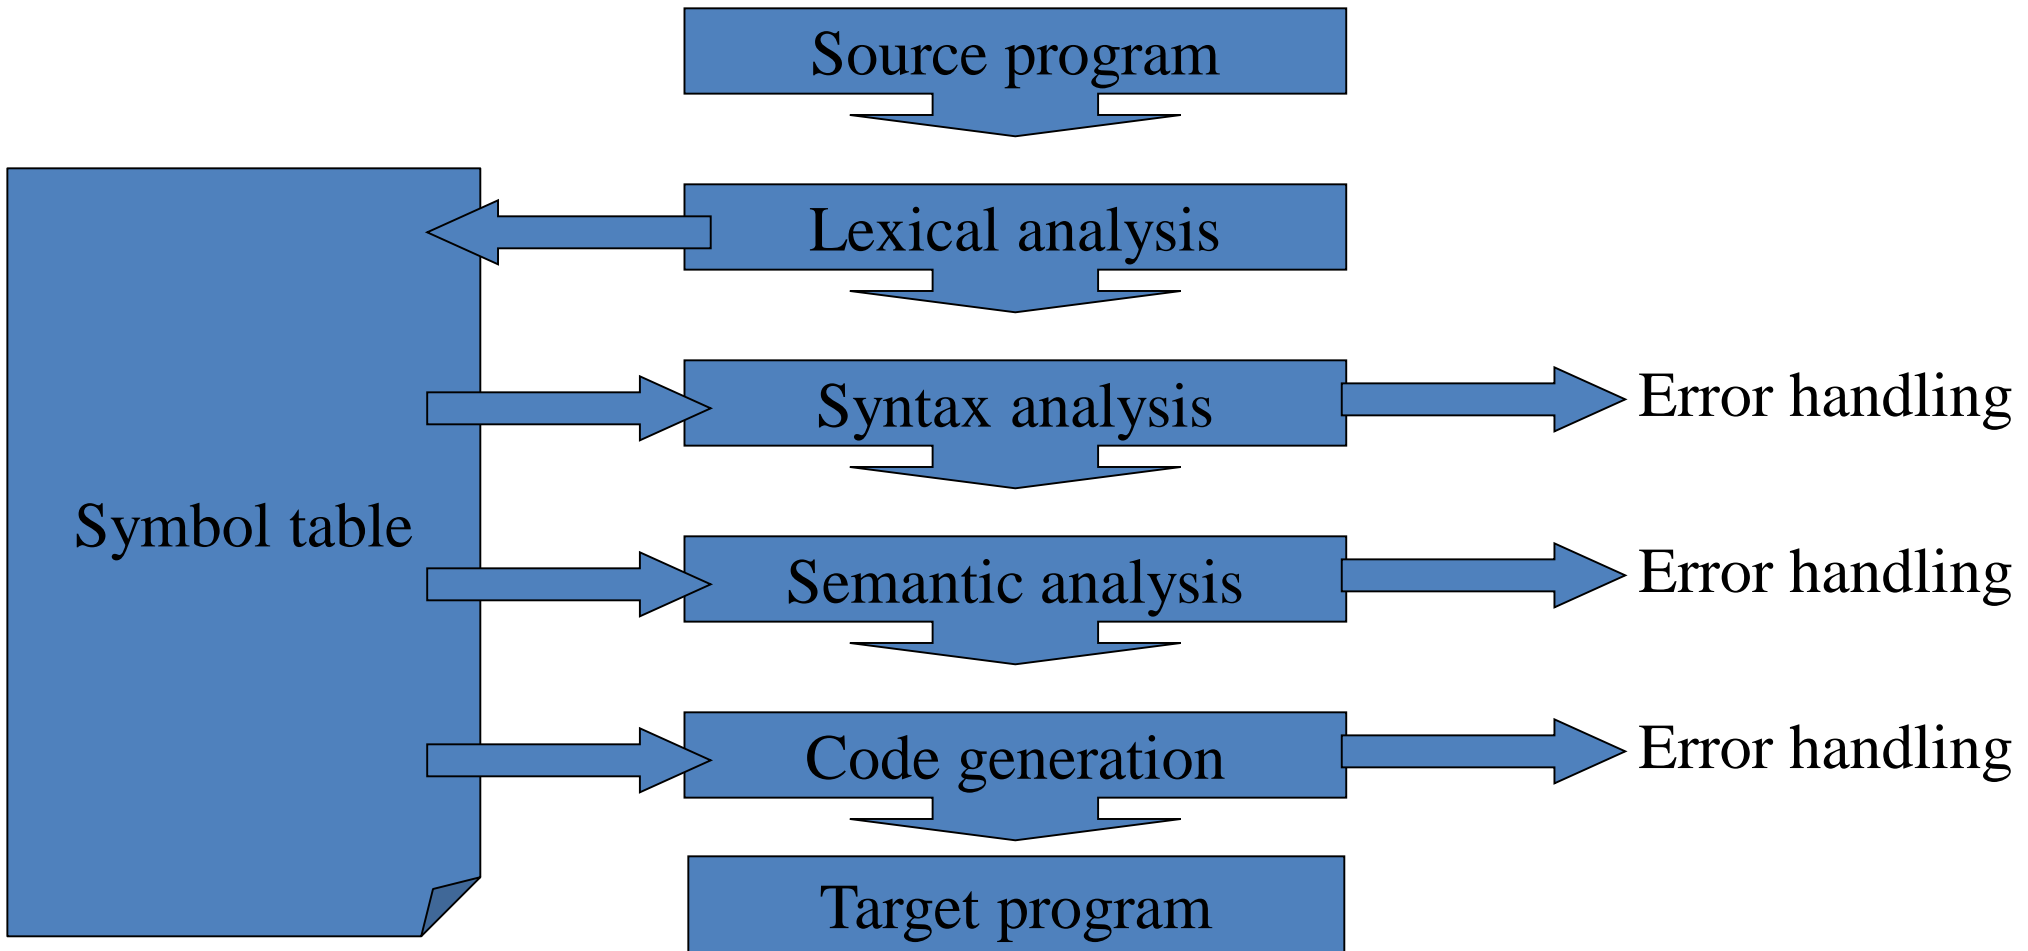 Source program
Lexical analysis
Syntax analysis
Error handling
Symbol table
Semantic analysis
Error handling
Code generation
Error handling
Target program